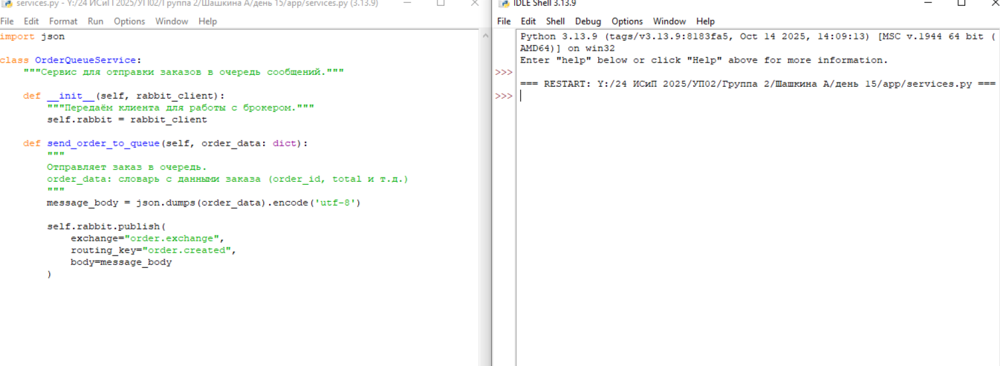 services.py - Y:/24 ИСиП 2025/УП02/Группа 2/Шашкина А/день 15/app/services.py (3.13.9)
File Edit Format Run Options Window Help
import json
class OrderQueueService:
"""Сервис для отправки заказов в очередь сообщений."""
def __init__(self, rabbit_client):
"""Передаём клиента для работы с брокером."""
self.rabbit = rabbit_client
def send_order_to_queue(self, order_data: dict):
"""
Отправляет заказ в очередь.
order_data: словарь с данными заказа (order_id, total и т.д.)
"""
message_body = json.dumps(order_data).encode('utf-8')
self.rabbit.publish(
exchange="order.exchange",
routing_key="order.created",
body=message_body
)
IDLE Shell 3.13.9
File Edit Shell Debug Options Window Help
Python 3.13.9 (tags/v3.13.9:8183fa5, Oct 14 2025, 14:09:13) [MSC v.1944 64 bit (
AMD64)] on win32
Enter "help" below or click "Help" above for more information.
>>>
=== RESTART: Y:/24 ИСиП 2025/УП02/Группа 2/Шашкина А/день 15/app/services.py ===
>>>